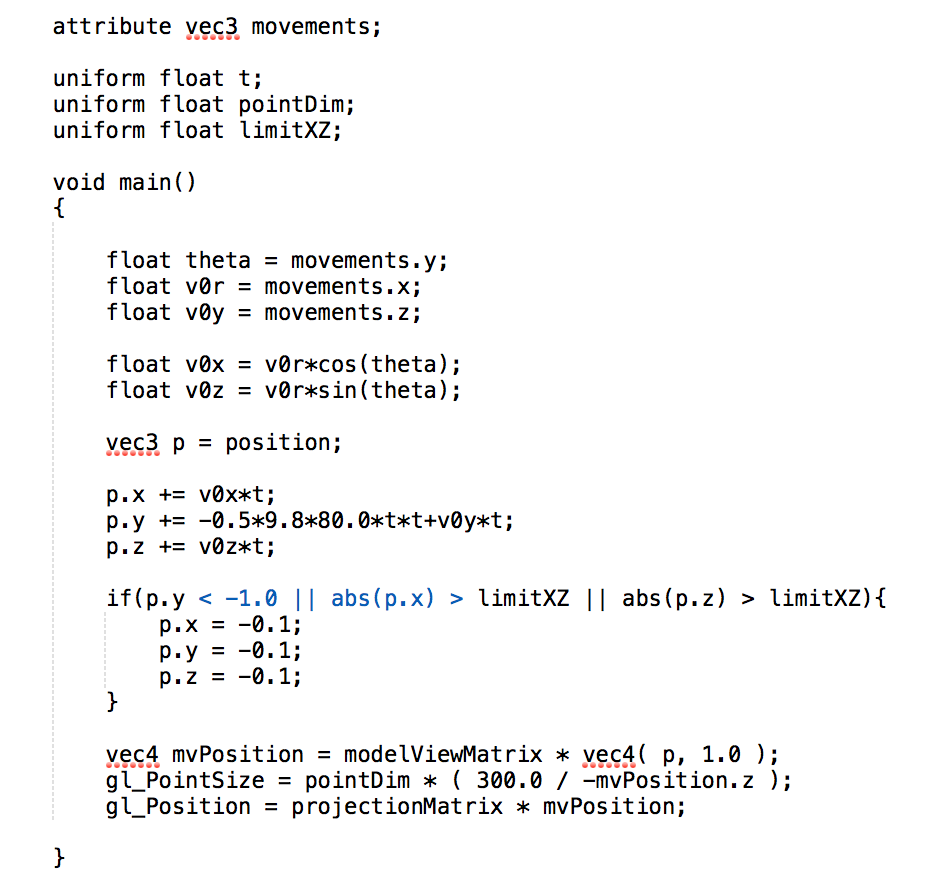 attribute vec3 movements;
uniform float t;
uniform float pointDim;
uniform float limitXZ;
void main()
{
float theta = movements.y;
float v0r = movements.x;
float v0y = movements.z;
float v0x = v0r*cos(theta);
float v0z = v0r*sin(theta);
vec3 p = position;
p.x += v0x*t;
p.y += -0.5*9.8*80.0*t*t+v0y*t;
p.z += v0z*t;
if(p.y < -1.0 || abs(p.x) > limitXZ || abs(p.z) > limitXZ){
p.x = -0.1;
p.y = -0.1;
p.z = -0.1;
}
vec4 mvPosition = modelViewMatrix * vec4( p, 1.0 );
gl_PointSize = pointDim * ( 300.0 / -mvPosition.z );
gl_Position = projectionMatrix * mvPosition;
}